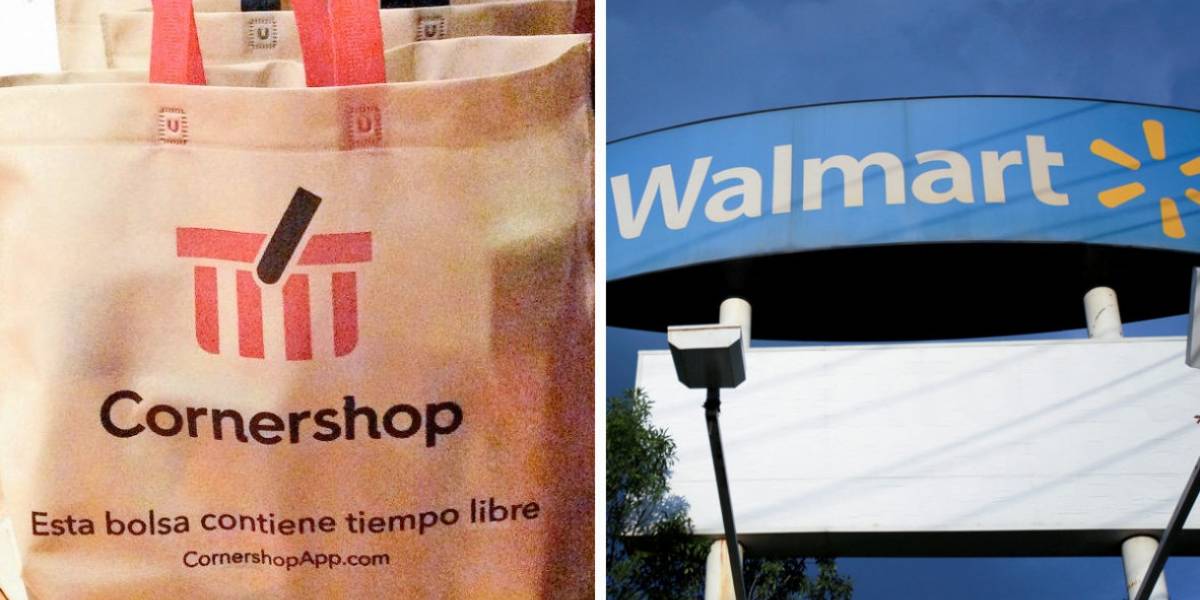 U
U
U
U
Cornershop
Esta bolsa contiene tiempo libre
CornershopApp.com
Walmart